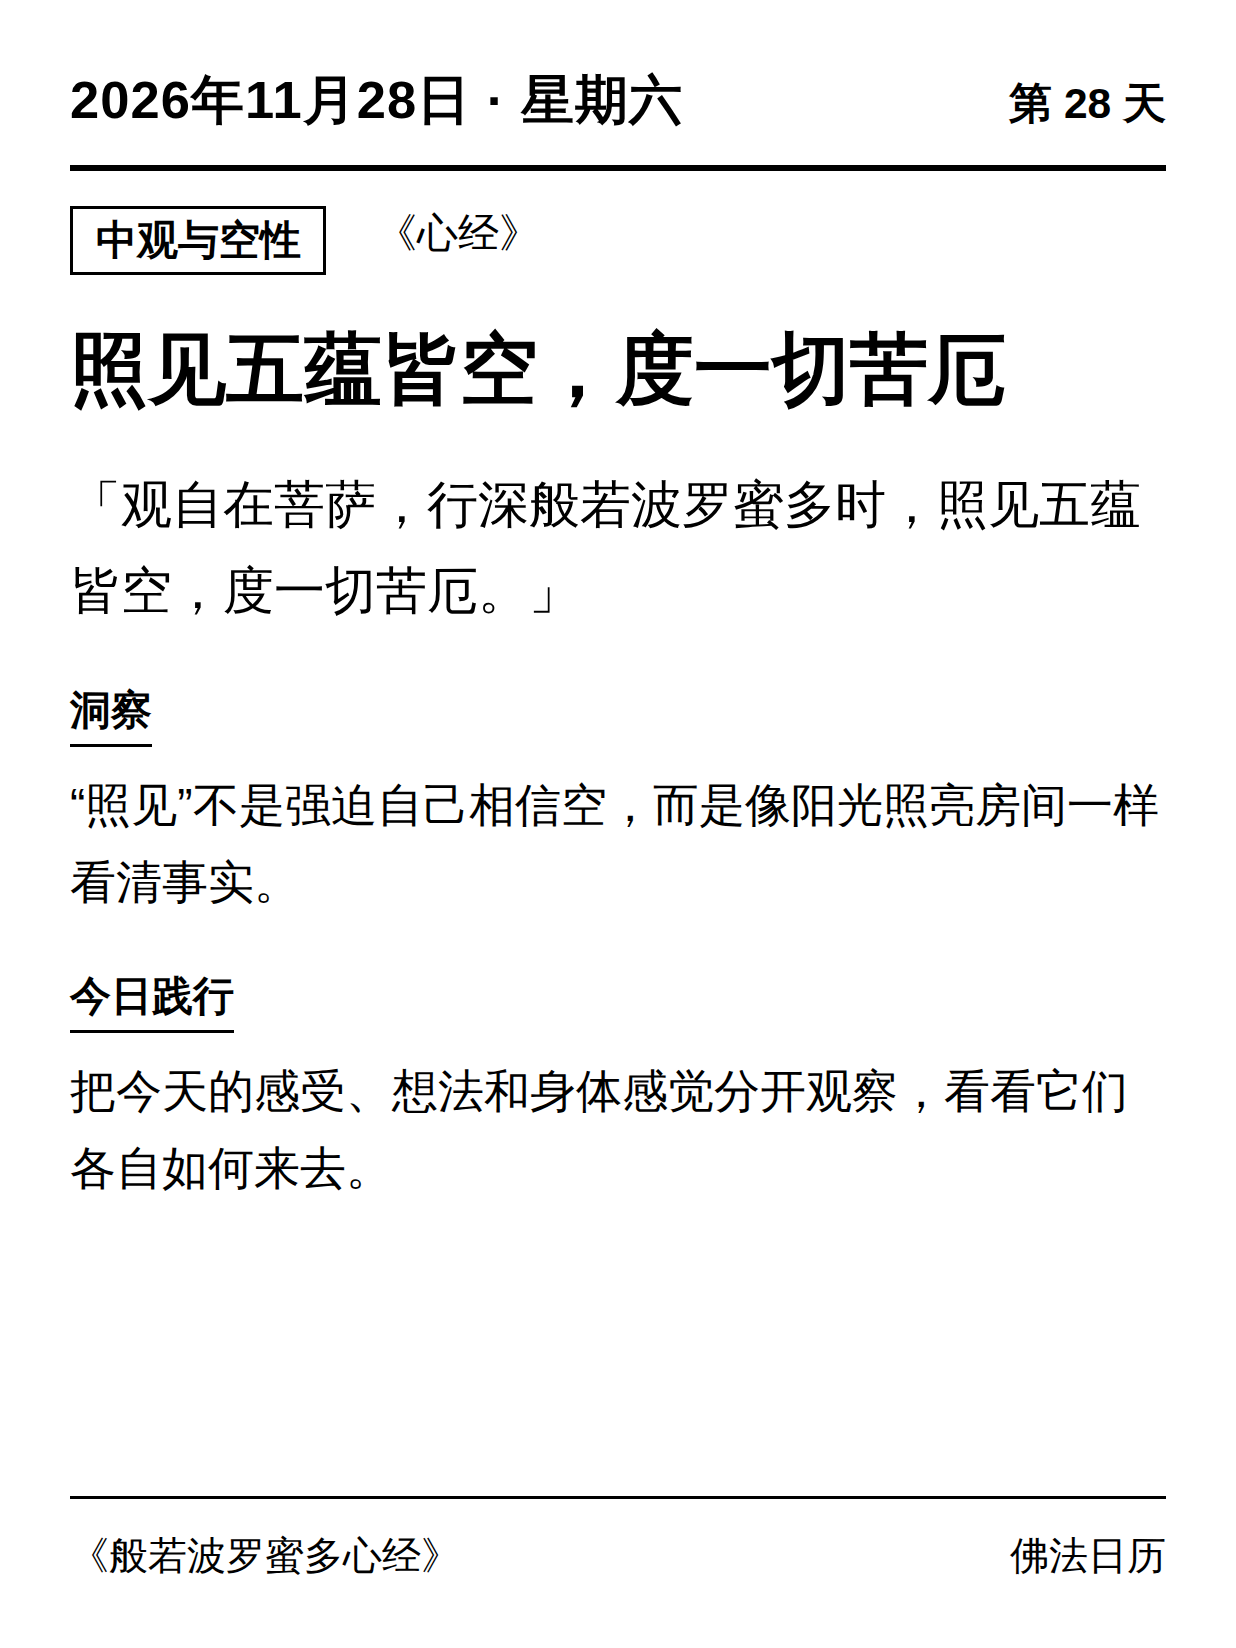 2026年11月28日 · 星期六
第 28 天
中观与空性
《心经》
照见五蕴皆空，度一切苦厄
「观自在菩萨，行深般若波罗蜜多时，照见五蕴
皆空，度一切苦厄。」
洞察
“照见”不是强迫自己相信空，而是像阳光照亮房间一样
看清事实。
今日践行
把今天的感受、想法和身体感觉分开观察，看看它们
各自如何来去。
《般若波罗蜜多心经》
佛法日历